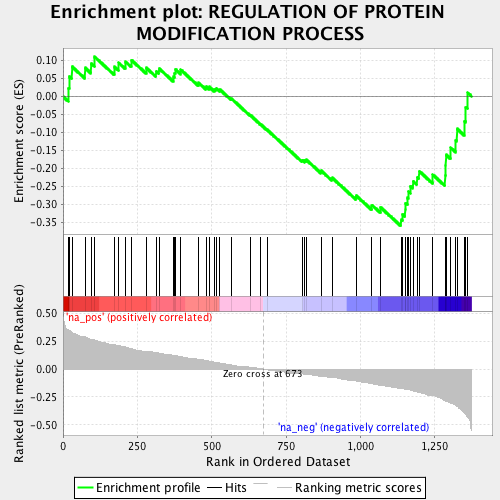 Enrichment plot: REGULATION OF PROTEIN
MODIFICATION PROCESS
Enrichment score (ES)
0.10
0.05
0.00
-0.05
-0.10
-0.15
-0.20
-0.25
-0.30
-0.35
'na_pos' (positively correlated)
Ranked list metric (PreRanked)
0.50
0.25
0.00
-0.25
-0.50
Zero cross at 673
'na_neg' (negatively correlated)
0
250
500
750
1,000
1,250
Rank in Ordered Dataset
Enrichment profile
Hits
Ranking metric scores